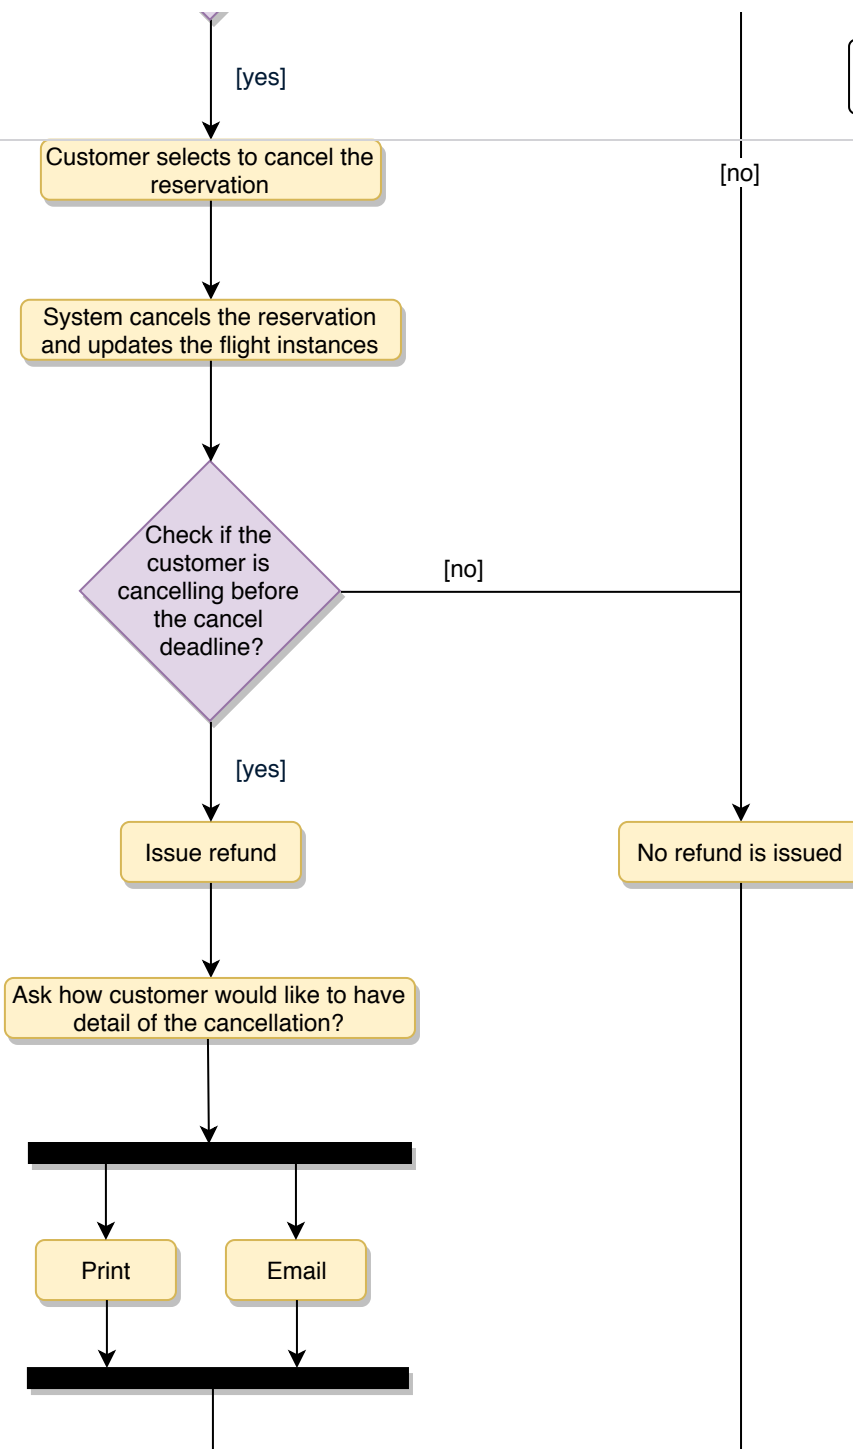 [yes]
Customer selects to cancel the
reservation
[no]
System cancels the reservation
and updates the flight instances
Check if the
customer is
cancelling before
the cancel
deadline?
[no]
[yes]
Issue refund
No refund is issued
Ask how customer would like to have
detail of the cancellation?
Print
Email